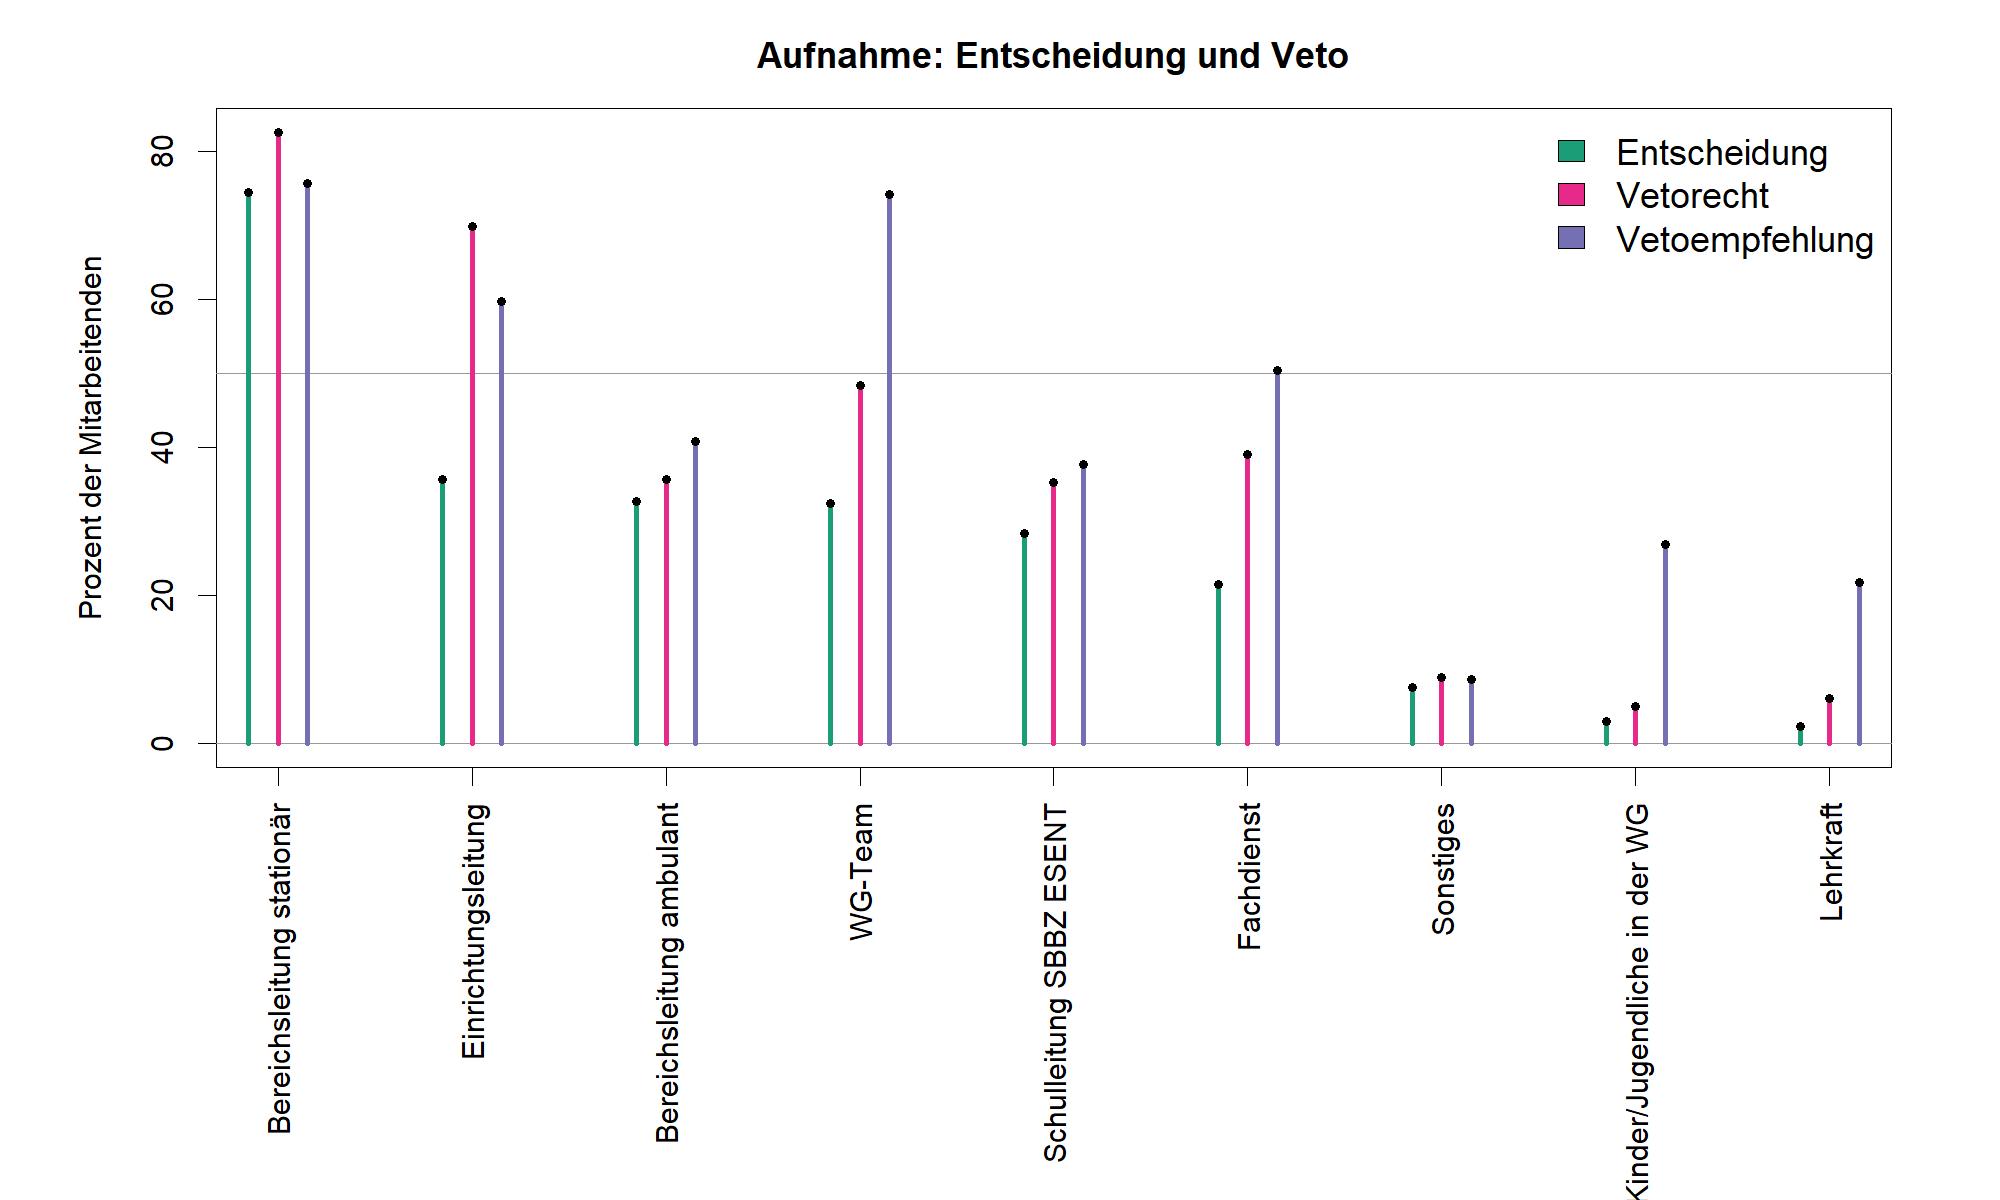 Aufnahme: Entscheidung und Veto
Entscheidung
Vetorecht
Vetoempfehlung
Prozent der Mitarbeitenden
80
60
40
20
0
Bereichsleitung stationär
Einrichtungsleitung
Bereichsleitung ambulant
WG-Team
Schulleitung SBBZ ESENT
Fachdienst
Sonstiges
Kinder/Jugendliche in der WG
Lehrkraft